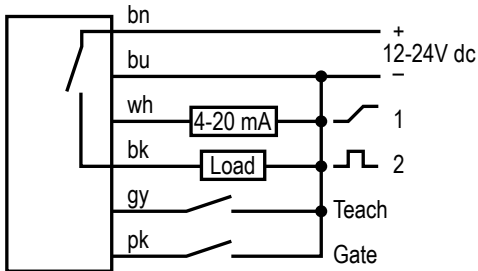 bn
+
12-24V dc
bu
–
wh
4-20 mA
1
bk
Load
2
gy
Teach
pk
Gate